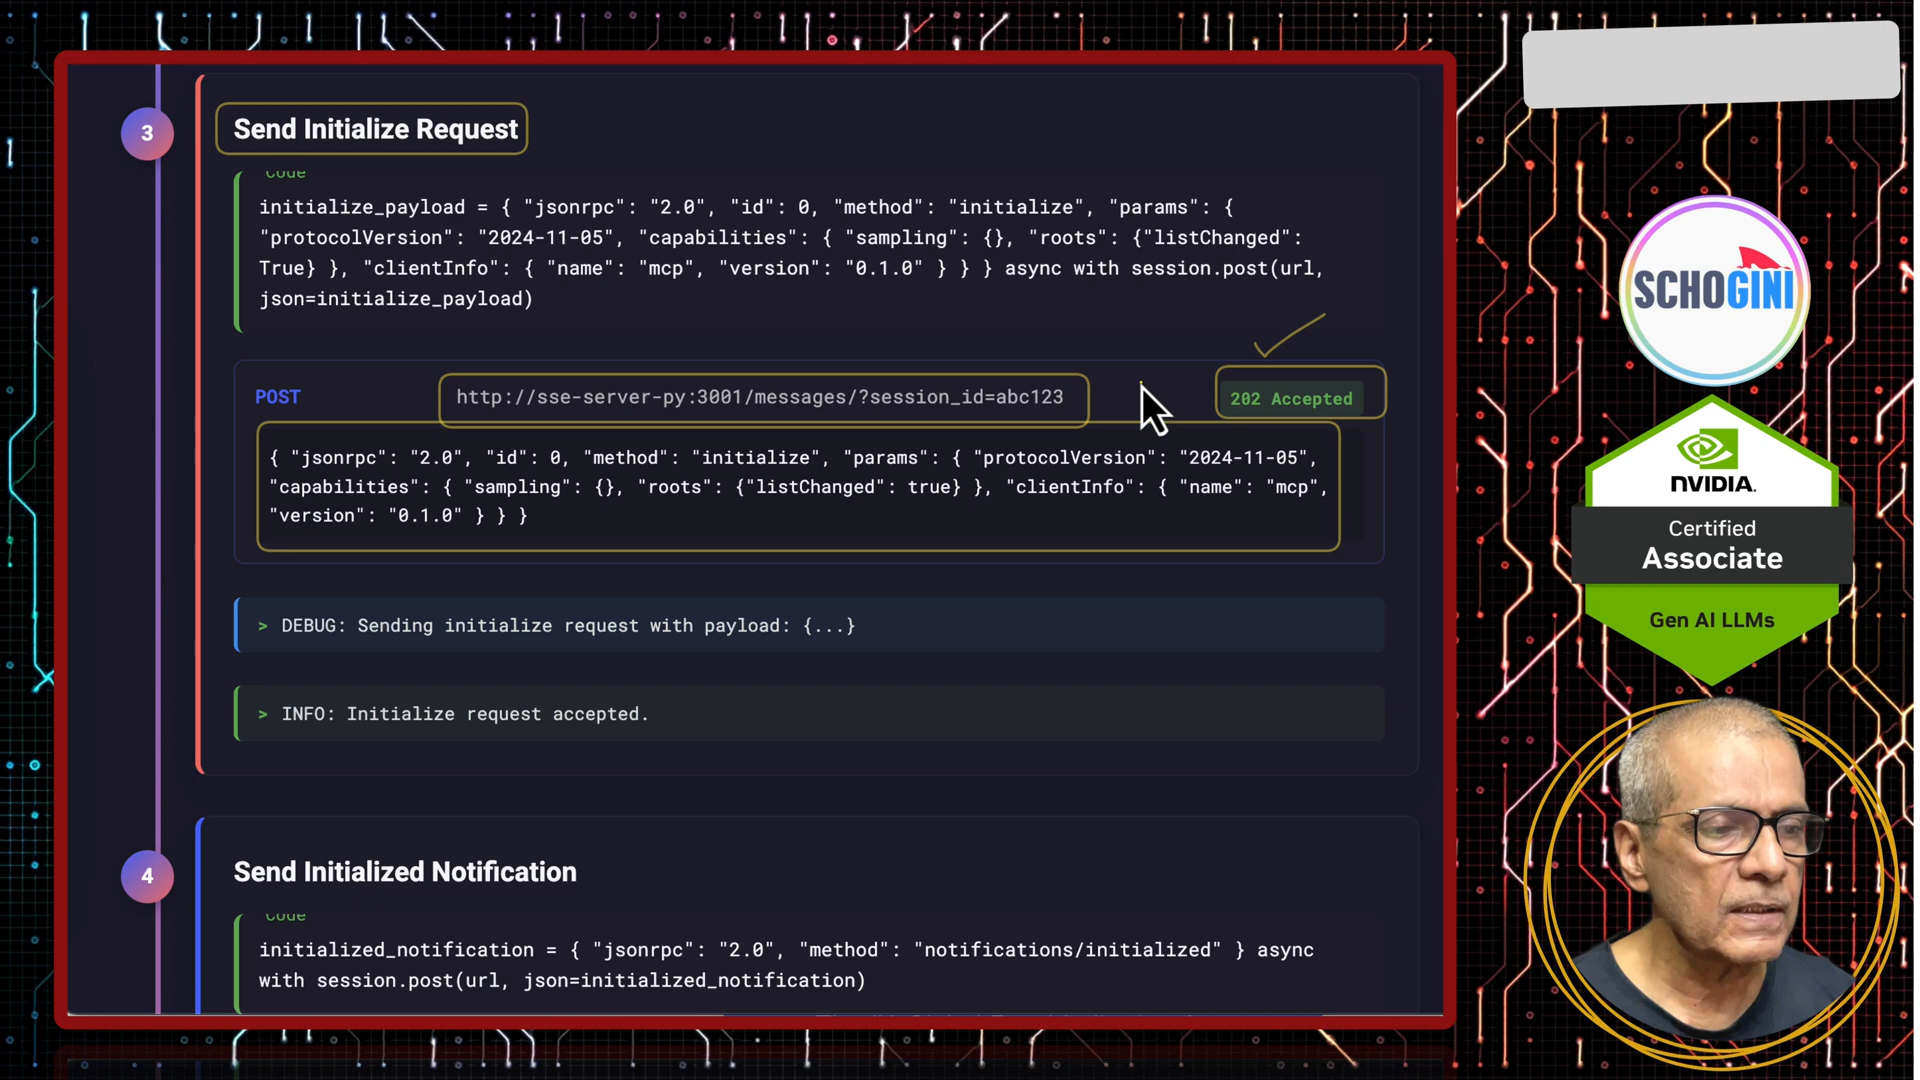 3
Send Initialize Request
Code
initialize_payload = { "jsonrpc": "2.0", "id": 0, "method": "initialize", "params": {
"protocolVersion": "2024-11-05", "capabilities": { "sampling": {}, "roots": {"listChanged":
True} }, "clientInfo": { "name": "mcp", "version": "0.1.0" } } } async with session.post(url,
json=initialize_payload)
POST
http://sse-server-py:3001/messages/?session_id=abc123
202 Accepted
{ "jsonrpc": "2.0", "id": 0, "method": "initialize", "params": { "protocolVersion": "2024-11-05",
"capabilities": { "sampling": {}, "roots": {"listChanged": true} }, "clientInfo": { "name": "mcp",
"version": "0.1.0" } } }
> DEBUG: Sending initialize request with payload: {...}
> INFO: Initialize request accepted.
4
Send Initialized Notification
Code
initialized_notification = { "jsonrpc": "2.0", "method": "notifications/initialized" } async
with session.post(url, json=initialized_notification)
SCHOGINI
NVIDIA.
Certified
Associate
Gen AI LLMs